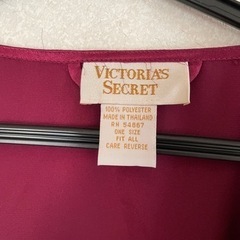 VICTORIA'S
SECRET
100% POLYESTER
MADE IN THAILAND
RN 54867
ONE SIZE
FIT ALL
CARE REVERSE